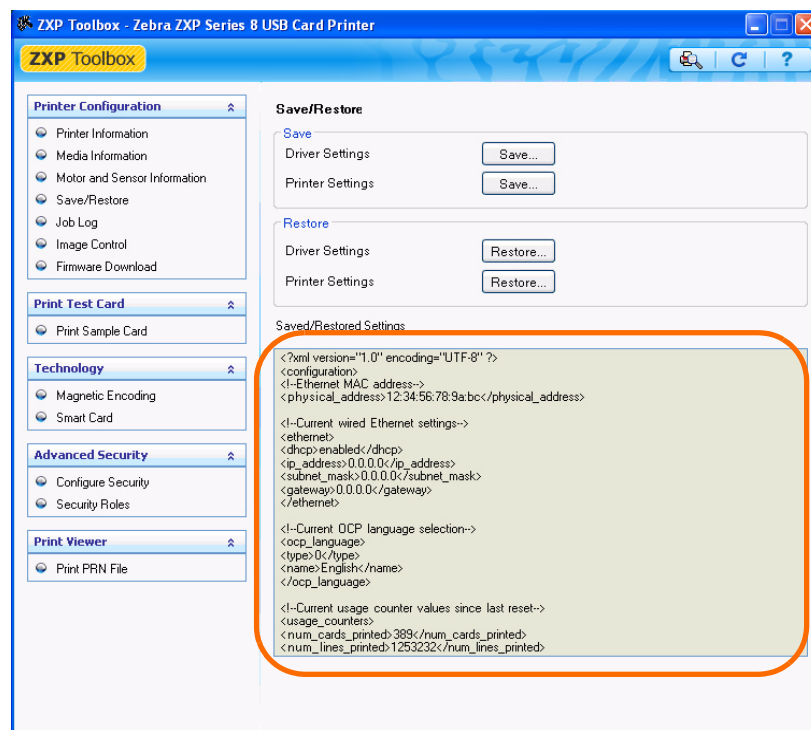 ZXP Toolbox - Zebra ZXP Series 8 USB Card Printer
ZXP Toolbox
?
Printer Configuration
Printer Information
Media Information
Motor and Sensor Information
Save/Restore
Job Log
Image Control
Firmware Download
Print Test Card
Print Sample Card
Technology
Magnetic Encoding
Smart Card
Advanced Security
Configure Security
Security Roles
Print Viewer
Print PRN File
Save/Restore
Save
Driver Settings Save...
Printer Settings Save...
Restore
Driver Settings Restore...
Printer Settings Restore...
Saved/Restored Settings
<?xml version="1.0" encoding="UTF-8" ?>
<configuration>
<!--Ethernet MAC address-->
<physical_address>12:34:56:78:9a:bc</physical_address>
<!--Current wired Ethernet settings-->
<ethernet>
<dhcp>enabled</dhcp>
<ip_address>0.0.0.0</ip_address>
<subnet_mask>0.0.0.0</subnet_mask>
<gateway>0.0.0.0</gateway>
</ethernet>
<!--Current OCP language selection-->
<ocp_language>
<type>0</type>
<name>English</name>
</ocp_language>
<!--Current usage counter values since last reset-->
<usage_counters>
<num_cards_printed>389</num_cards_printed>
<num_lines_printed>1253232</num_lines_printed>